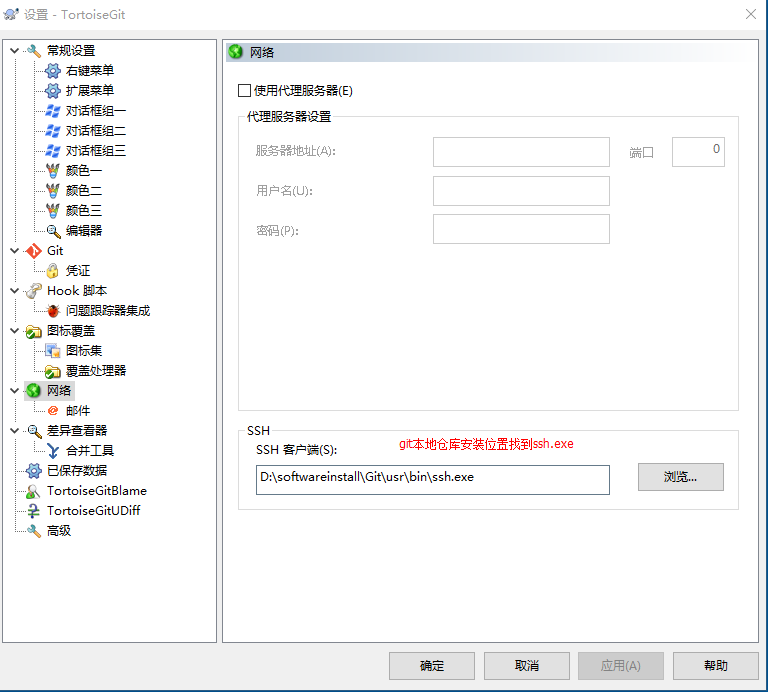 设置 - TortoiseGit
常规设置
右键菜单
扩展菜单
对话框组一
对话框组二
对话框组三
颜色一
颜色二
颜色三
编辑器
Git
凭证
Hook 脚本
问题跟踪器集成
图标覆盖
图标集
覆盖处理器
网络
邮件
差异查看器
合并工具
已保存数据
TortoiseGitBlame
TortoiseGitUDiff
高级
网络
使用代理服务器(E)
代理服务器设置
服务器地址(A):
端口
0
用户名(U):
密码(P):
SSH
SSH 客户端(S):
git本地仓库安装位置找到ssh.exe
D:\softwareinstall\Git\usr\bin\ssh.exe
浏览...
确定
取消
应用(A)
帮助